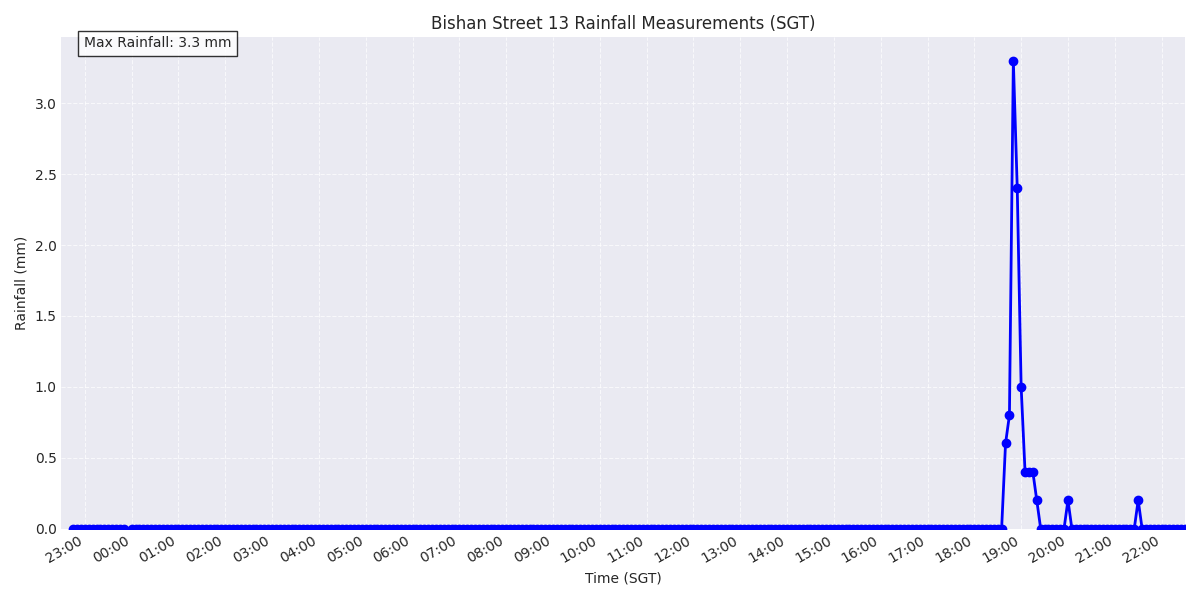 Bishan Street 13 Rainfall Measurements (SGT)
Max Rainfall: 3.3 mm
Rainfall (mm)
3.0
2.5
2.0
1.5
1.0
0.5
0.0
23:00 00:00 01:00 02:00 03:00 04:00 05:00 06:00 07:00 08:00 09:00 10:00 11:00 12:00 13:00 14:00 15:00 16:00 17:00 18:00 19:00 20:00 21:00 22:00
Time (SGT)